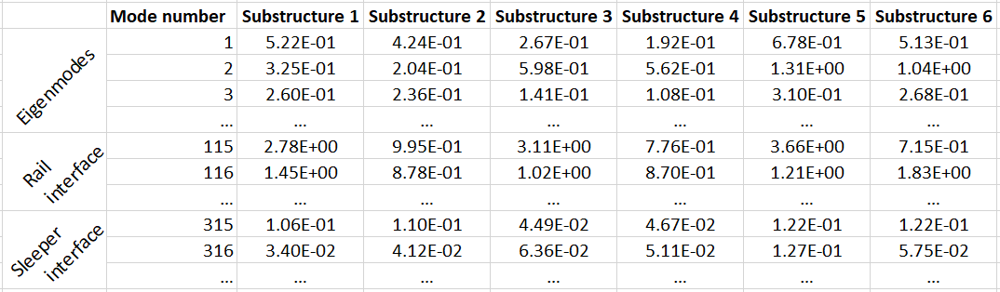 Mode number Substructure 1 Substructure 2 Substructure 3 Substructure 4 Substructure 5 Substructure 6
Eigenmodes
1 5.22E-01 4.24E-01 2.67E-01 1.92E-01 6.78E-01 5.13E-01
2 3.25E-01 2.04E-01 5.98E-01 5.62E-01 1.31E+00 1.04E+00
3 2.60E-01 2.36E-01 1.41E-01 1.08E-01 3.10E-01 2.68E-01
... ... ... ... ... ... ...
Rail
interface
115 2.78E+00 9.95E-01 3.11E+00 7.76E-01 3.66E+00 7.15E-01
116 1.45E+00 8.78E-01 1.02E+00 8.70E-01 1.21E+00 1.83E+00
... ... ... ... ... ... ...
Sleeper
interface
315 1.06E-01 1.10E-01 4.49E-02 4.67E-02 1.22E-01 1.22E-01
316 3.40E-02 4.12E-02 6.36E-02 5.11E-02 1.27E-01 5.75E-02
... ... ... ... ... ... ...